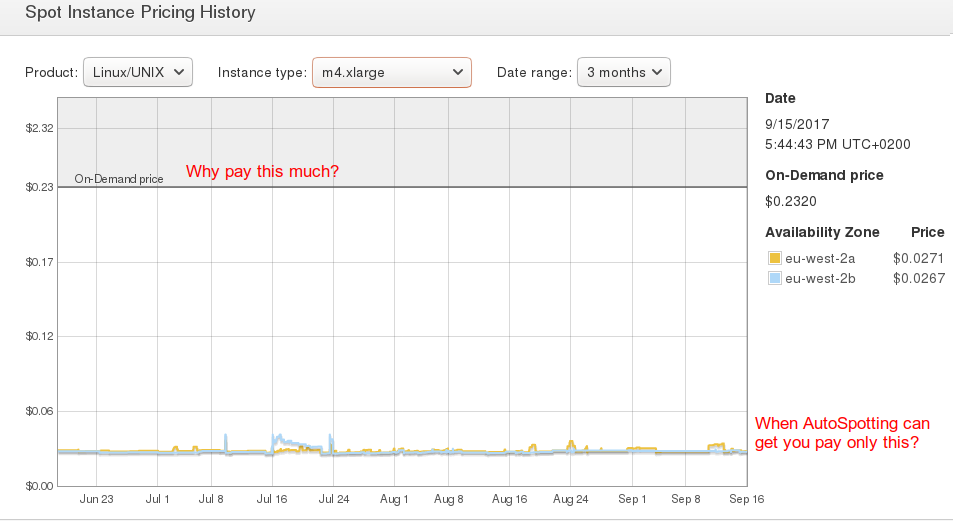 Spot Instance Pricing History
Product: Linux/UNIX Instance type: m4.xlarge Date range: 3 months
Date
9/15/2017
5:44:43 PM UTC+0200
On-Demand price
$0.2320
Availability Zone Price
eu-west-2a $0.0271
eu-west-2b $0.0267
$2.32
On-Demand price
Why pay this much?
$0.23
$0.17
$0.12
$0.06
When AutoSpotting can
get you pay only this?
$0.00
Jun 23 Jul 1 Jul 8 Jul 16 Jul 24 Aug 1 Aug 8 Aug 16 Aug 24 Sep 1 Sep 8 Sep 16